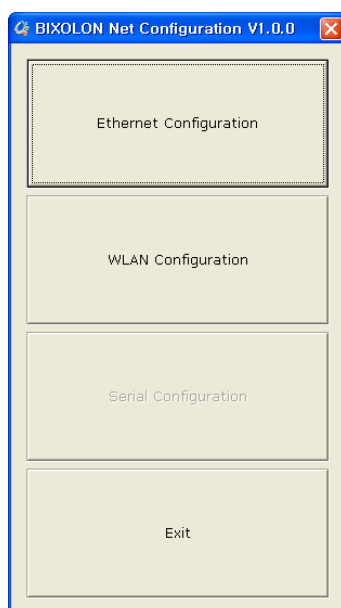 BIXOLON Net Configuration V1.0.0
Ethernet Configuration
WLAN Configuration
Serial Configuration
Exit